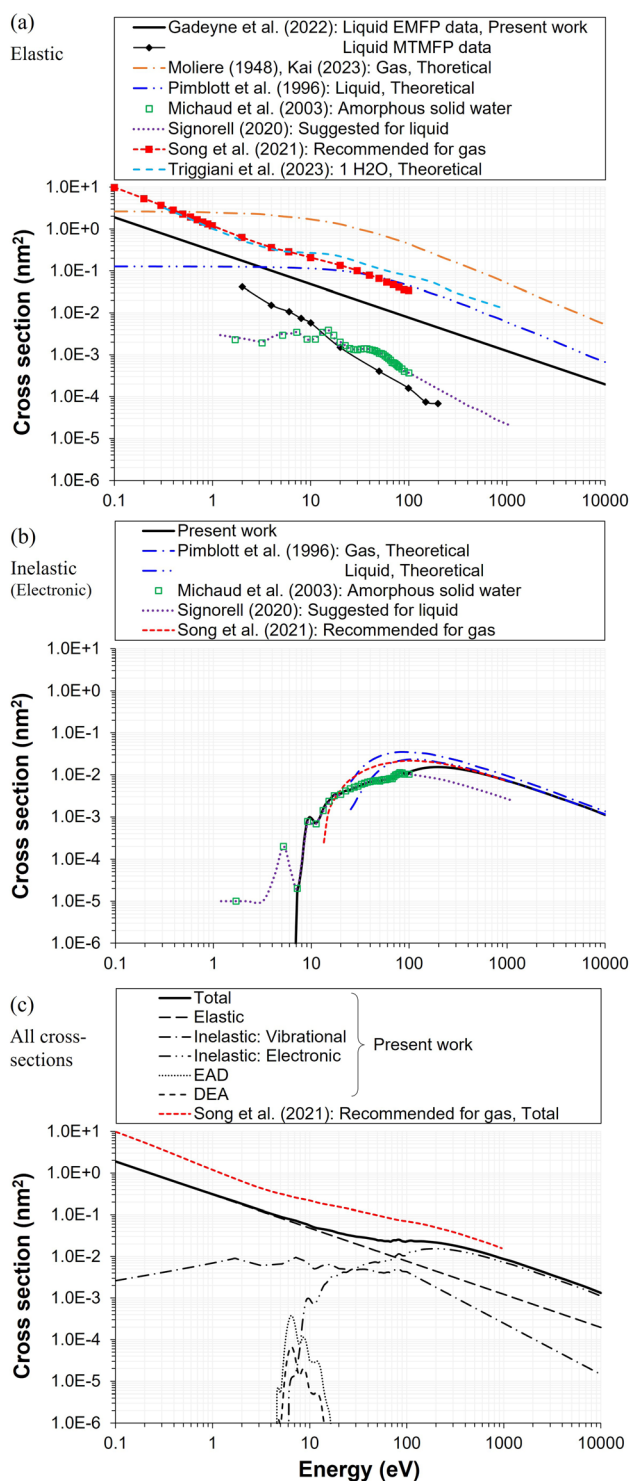 (a)
Elastic
Gadeyne et al. (2022): Liquid EMFP data, Present work
Liquid MTMFP data
Moliere (1948), Kai (2023): Gas, Thoretical
Pimblott et al. (1996): Liquid, Theoretical
Michaud et al. (2003): Amorphous solid water
Signorell (2020): Suggested for liquid
Song et al. (2021): Recommended for gas
Triggiani et al. (2023): 1 H2O, Theoretical
Cross section (nm²)
1.0E+1
1.0E+0
1.0E-1
1.0E-2
1.0E-3
1.0E-4
1.0E-5
1.0E-6
0.1 1 10 100 1000 10000
(b)
Inelastic
(Electronic)
Present work
Pimblott et al. (1996): Gas, Theoretical
Liquid, Theoretical
Michaud et al. (2003): Amorphous solid water
Signorell (2020): Suggested for liquid
Song et al. (2021): Recommended for gas
Cross section (nm²)
1.0E+1
1.0E+0
1.0E-1
1.0E-2
1.0E-3
1.0E-4
1.0E-5
1.0E-6
0.1 1 10 100 1000 10000
(c)
All cross-
sections
Total
Elastic
Inelastic: Vibrational
Inelastic: Electronic
EAD
DEA
Present work
Song et al. (2021): Recommended for gas, Total
Cross section (nm²)
1.0E+1
1.0E+0
1.0E-1
1.0E-2
1.0E-3
1.0E-4
1.0E-5
1.0E-6
0.1 1 10 100 1000 10000
Energy (eV)